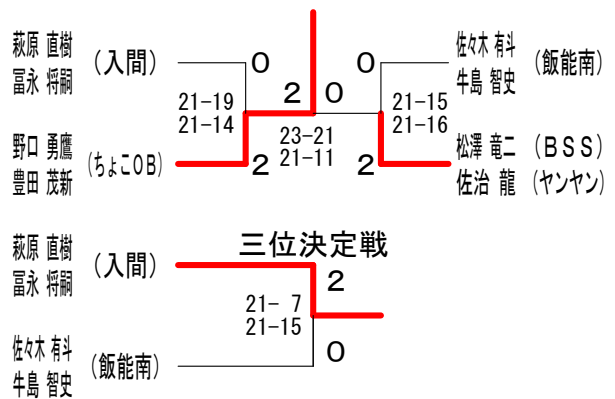 萩原 直樹
冨永 将嗣
(入間)
0
21-19
21-14
野口 勇鷹
豊田 茂新
(ちょこOB)
2
2
0
23-21
21-11
佐々木 有斗
牛島 智史
(飯能南)
0
21-15
21-16
松澤 竜二 (BSS)
佐治 龍 (ヤンヤン)
2
三位決定戦
萩原 直樹
冨永 将嗣
(入間)
2
21- 7
21-15
佐々木 有斗
牛島 智史
(飯能南)
0